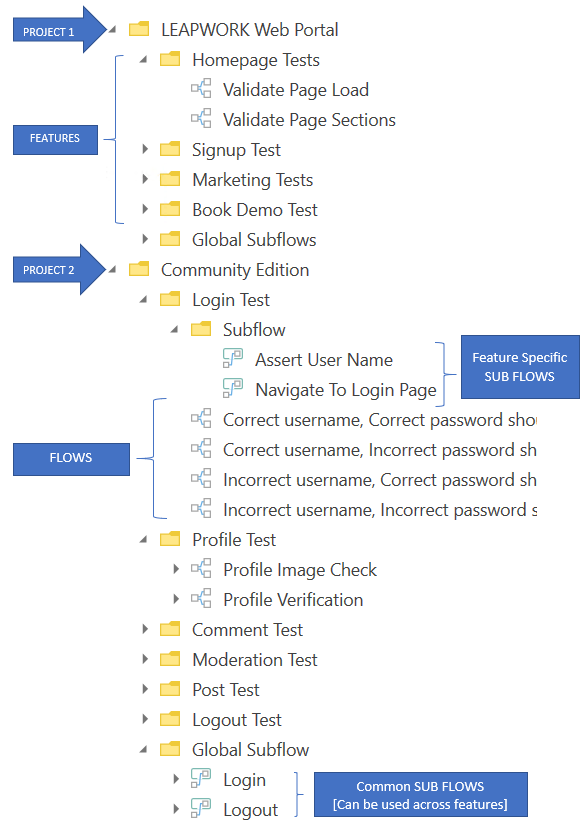 PROJECT 1
LEAPWORK Web Portal
Homepage Tests
Validate Page Load
FEATURES
Validate Page Sections
Signup Test
Marketing Tests
Book Demo Test
Global Subflows
PROJECT 2
Community Edition
Login Test
Subflow
Assert User Name
Navigate To Login Page
Feature Specific
SUB FLOWS
FLOWS
Correct username, Correct password shou
Correct username, Incorrect password sh
Incorrect username, Correct password sh
Incorrect username, Incorrect password s
Profile Test
Profile Image Check
Profile Verification
Comment Test
Moderation Test
Post Test
Logout Test
Global Subflow
Login
Logout
Common SUB FLOWS
[Can be used across features]